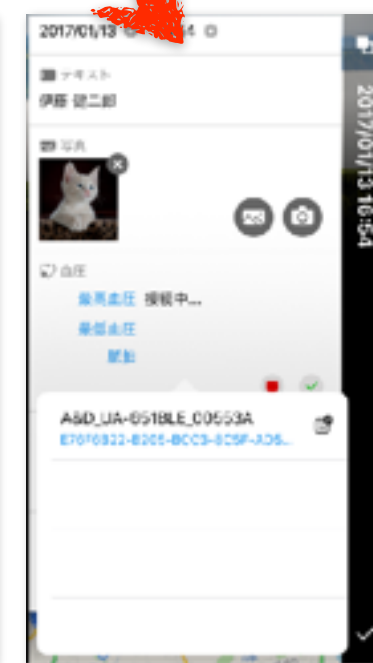 2017/01/13
テキスト
伊藤 健二郎
写真
血圧
最高血圧 接続中...
最低血圧
脈拍
A&D_UA-651BLE_00553A
2017/01/13 16:54